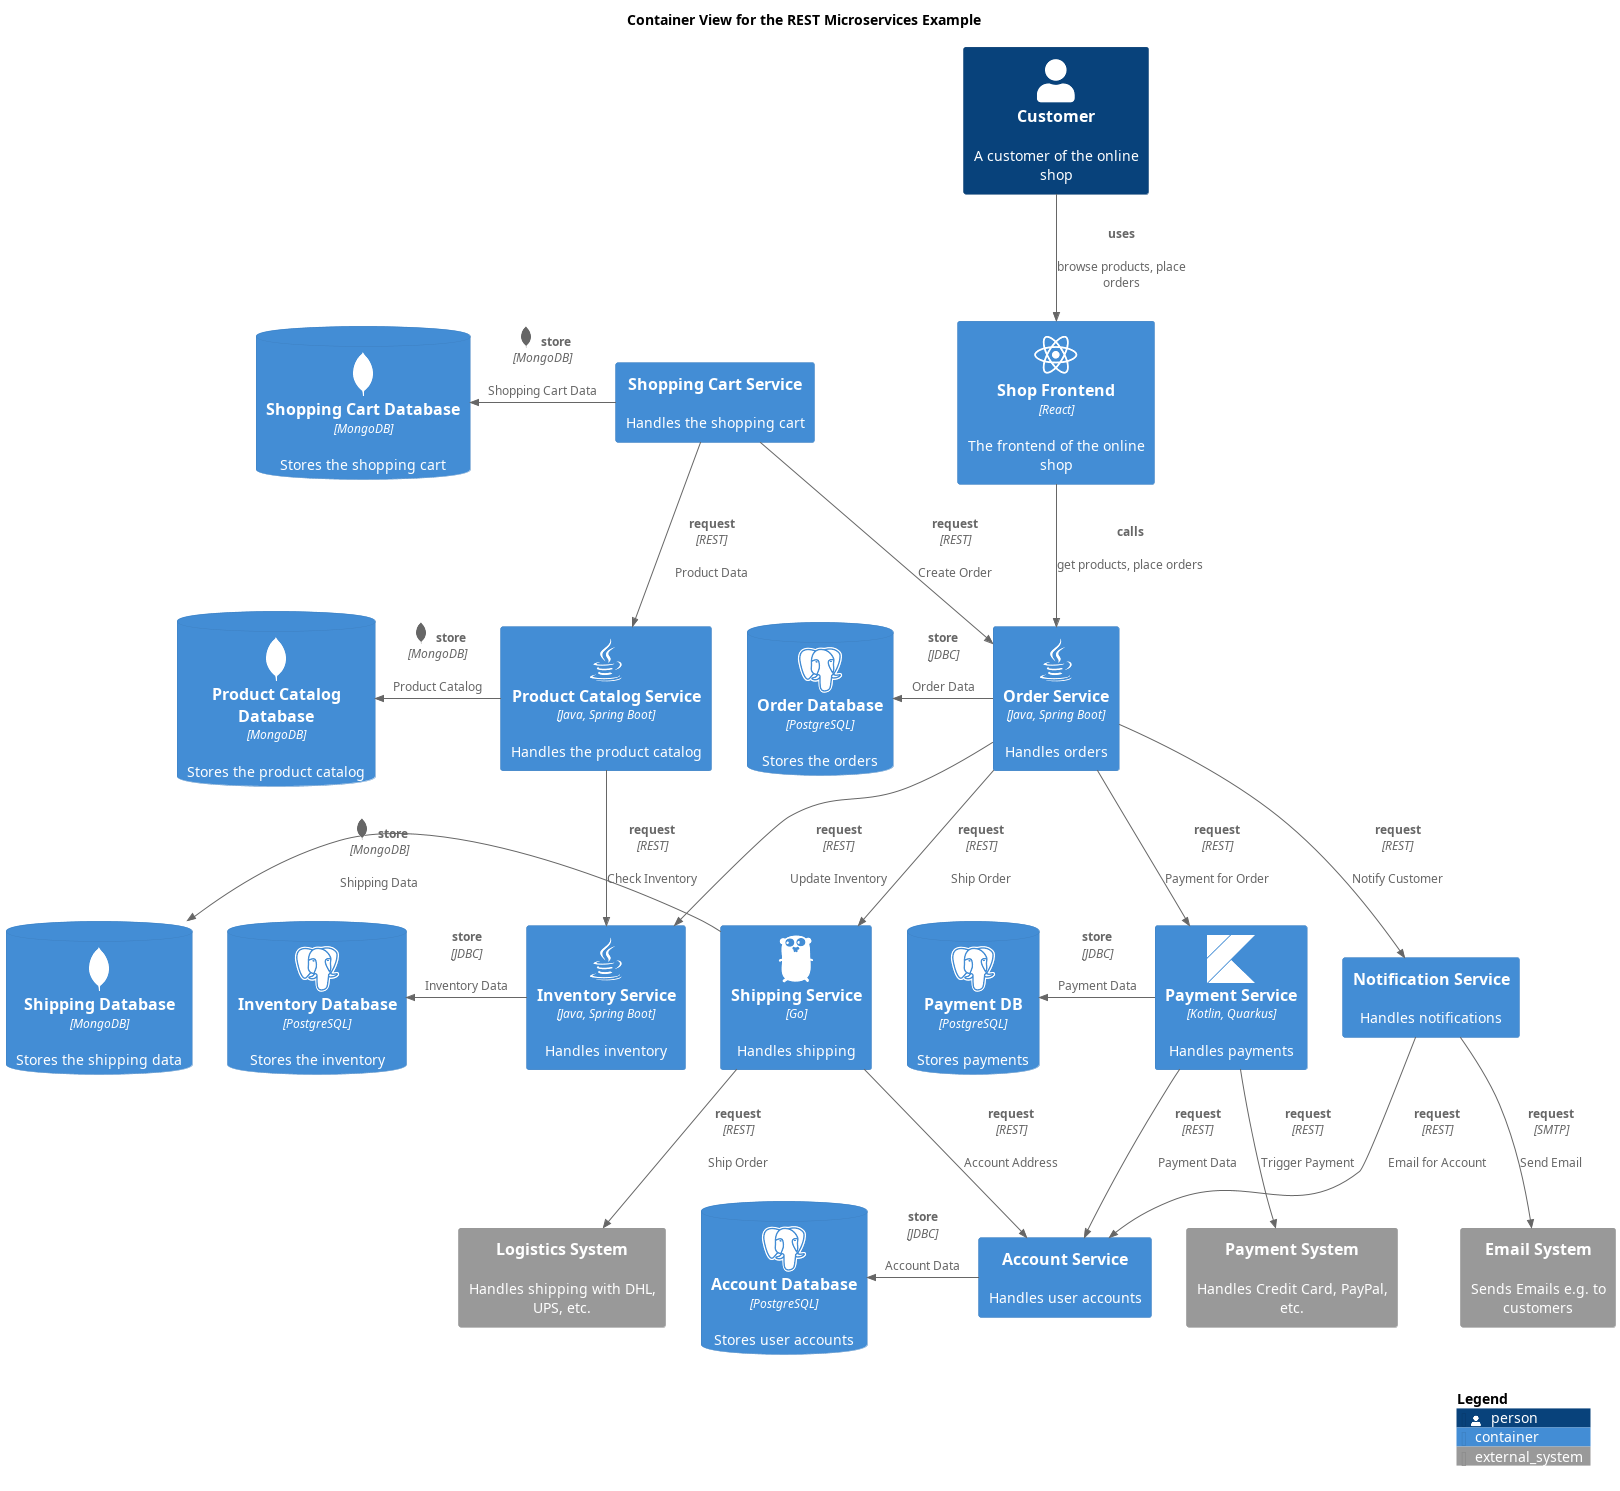 Container View for the REST Microservices Example
Customer
A customer of the online
shop
uses
browse products, place
orders
Shopping Cart Database
[MongoDB]
Stores the shopping cart
store
[MongoDB]
Shopping Cart Data
Shopping Cart Service
Handles the shopping cart
Shop Frontend
[React]
The frontend of the online
shop
request
[REST]
Product Data
request
[REST]
Create Order
calls
get products, place orders
Product Catalog
Database
[MongoDB]
Stores the product catalog
store
[MongoDB]
Product Catalog
Product Catalog Service
[Java, Spring Boot]
Handles the product catalog
Order Database
[PostgreSQL]
Stores the orders
store
[JDBC]
Order Data
Order Service
[Java, Spring Boot]
Handles orders
store
[MongoDB]
Shipping Data
request
[REST]
Check Inventory
request
[REST]
Update Inventory
request
[REST]
Ship Order
request
[REST]
Payment for Order
request
[REST]
Notify Customer
Shipping Database
[MongoDB]
Stores the shipping data
Inventory Database
[PostgreSQL]
Stores the inventory
store
[JDBC]
Inventory Data
Inventory Service
[Java, Spring Boot]
Handles inventory
Shipping Service
[Go]
Handles shipping
Payment DB
[PostgreSQL]
Stores payments
store
[JDBC]
Payment Data
Payment Service
[Kotlin, Quarkus]
Handles payments
Notification Service
Handles notifications
request
[REST]
Ship Order
request
[REST]
Account Address
request
[REST]
Payment Data
request
[REST]
Trigger Payment
request
[REST]
Email for Account
request
[SMTP]
Send Email
Logistics System
Handles shipping with DHL,
UPS, etc.
Account Database
[PostgreSQL]
Stores user accounts
store
[JDBC]
Account Data
Account Service
Handles user accounts
Payment System
Handles Credit Card, PayPal,
etc.
Email System
Sends Emails e.g. to
customers
Legend
person
container
external_system